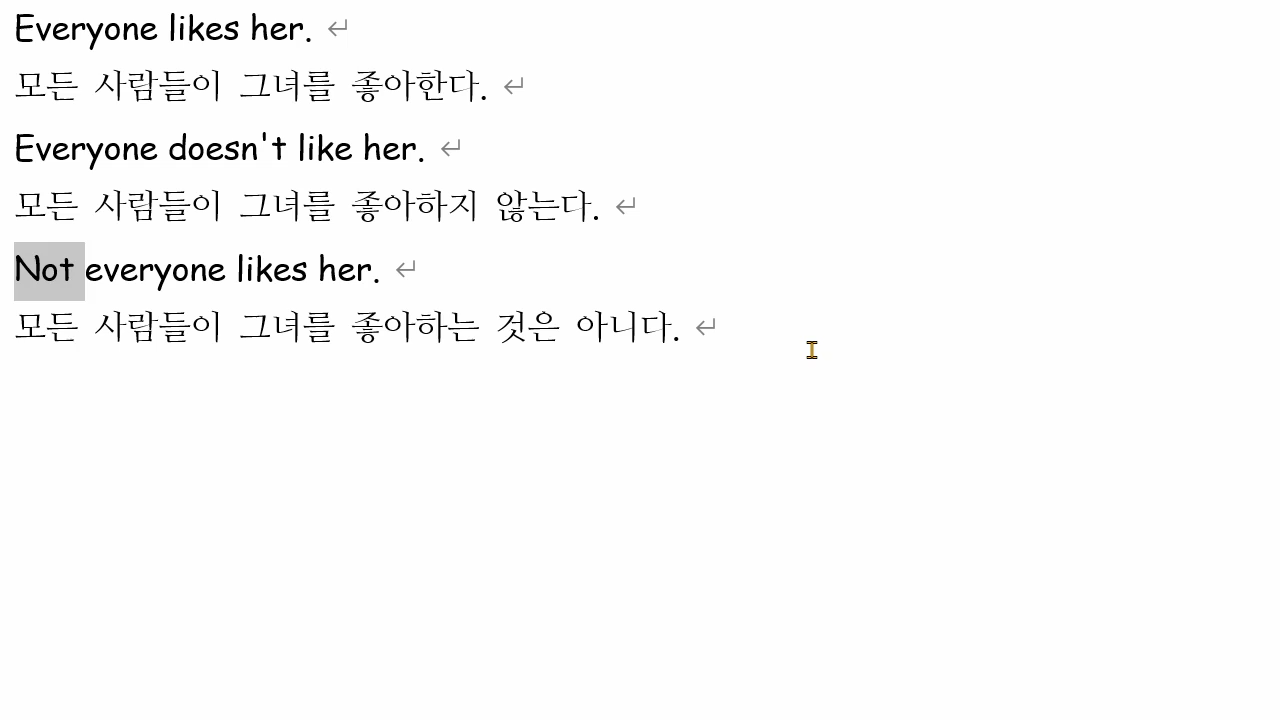 Everyone likes her.
모든 사람들이 그녀를 좋아한다.
Everyone doesn't like her.
모든 사람들이 그녀를 좋아하지 않는다.
Not everyone likes her.
모든 사람들이 그녀를 좋아하는 것은 아니다.